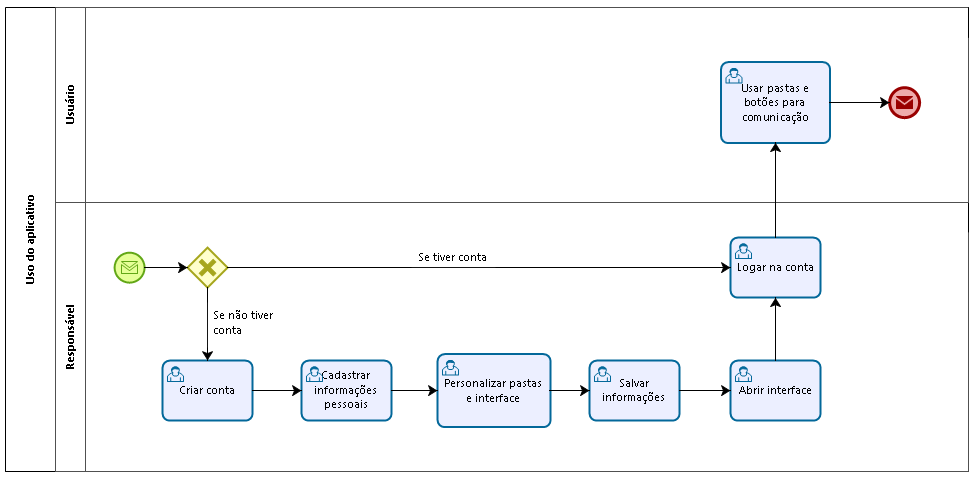 Uso do aplicativo
Usuário
Usar pastas e
botões para
comunicação
Responsável
Se tiver conta
Logar na conta
Se não tiver
conta
Criar conta
Cadastrar
informações
pessoais
Personalizar pastas
e interface
Salvar
informações
Abrir interface